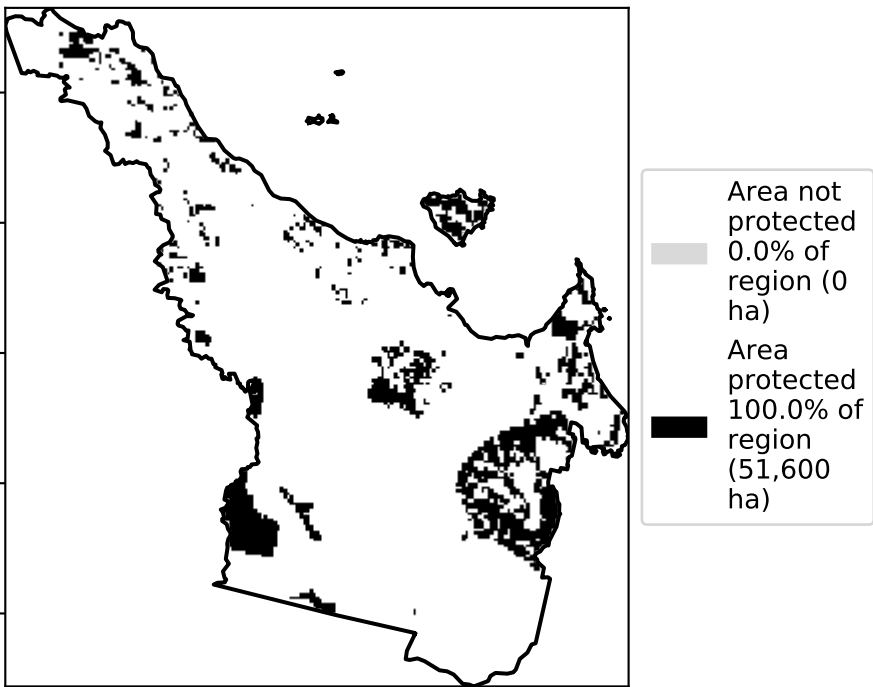 Area not
protected
0.0% of
region (0
ha)
Area
protected
100.0% of
region
(51,600
ha)